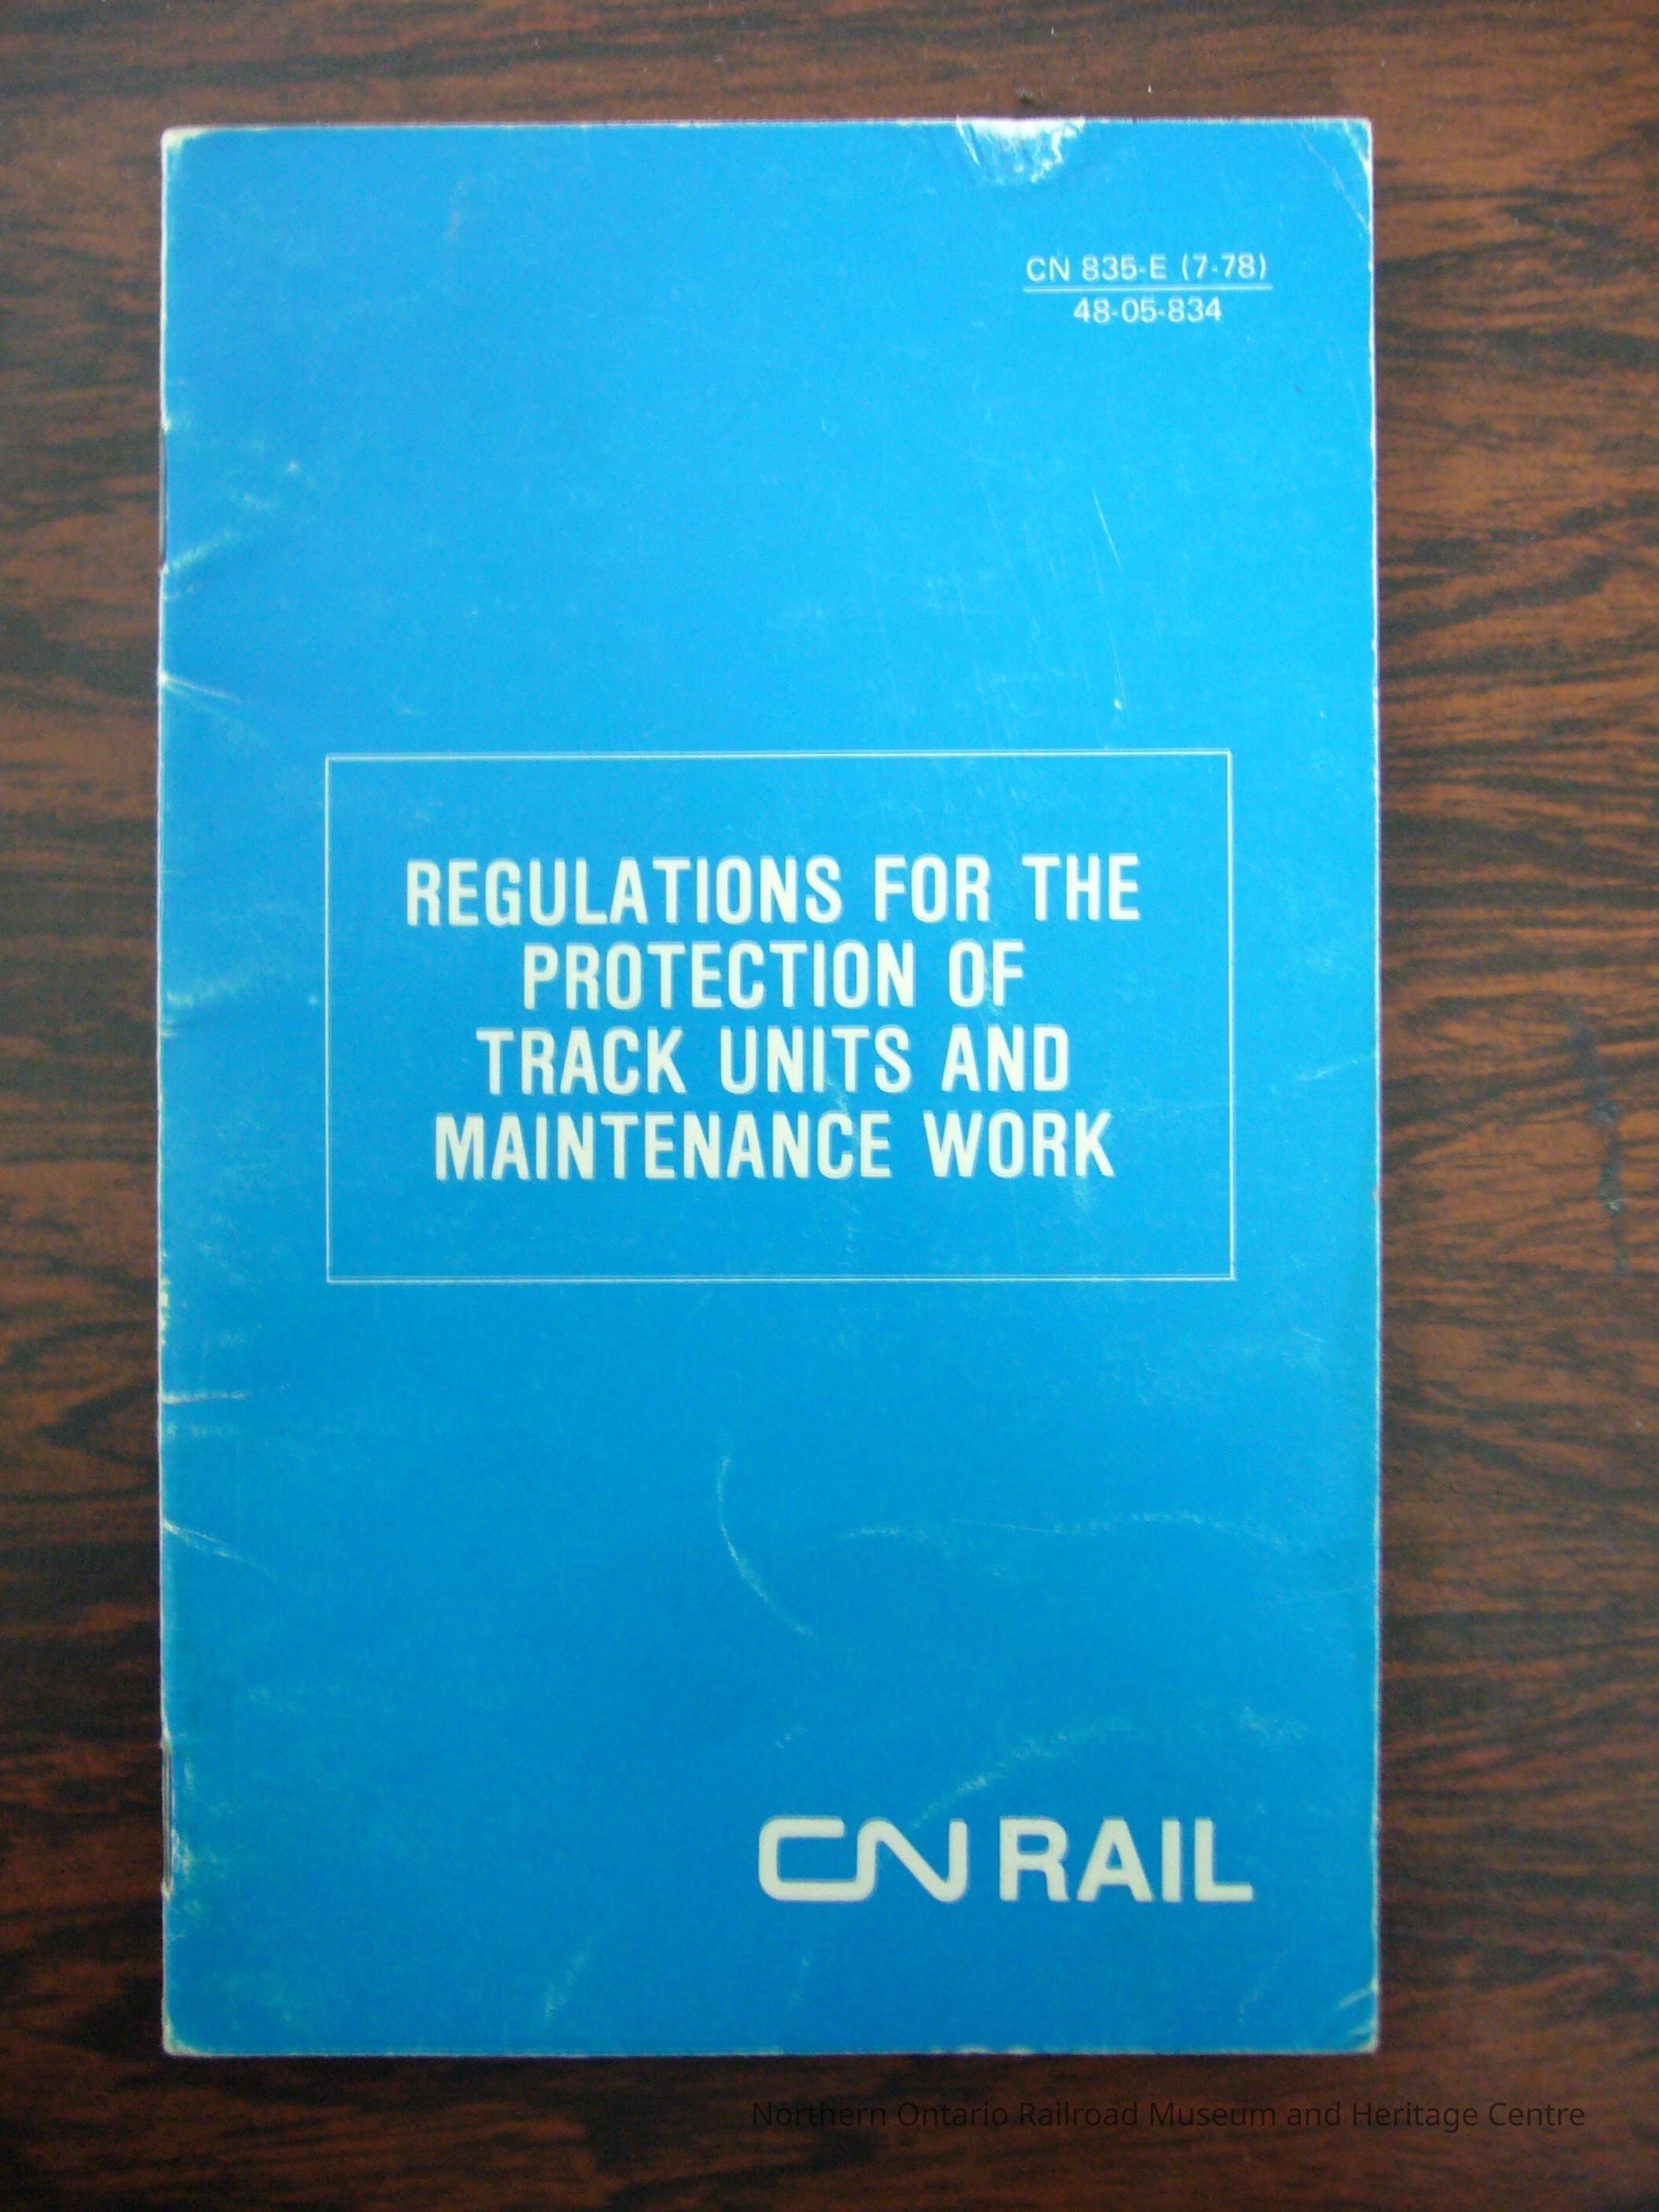 CN 835-E (7-78)
48-05-834
REGULATIONS FOR THE
PROTECTION OF
TRACK UNITS AND
MAINTENANCE WORK
CN RAIL
Northern Ontario Railroad Museum and Heritage Centre